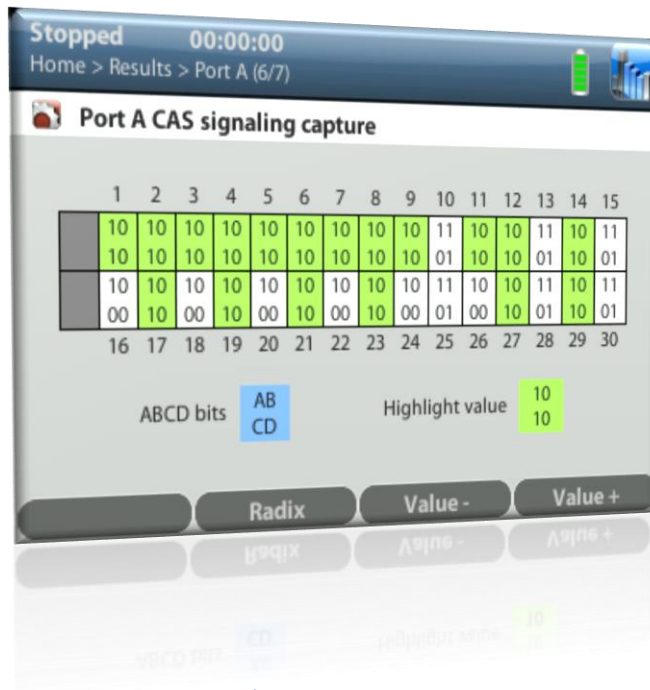 Stopped 00:00:00
Home > Results > Port A (6/7)
Port A CAS signaling capture
1 2 3 4 5 6 7 8 9 10 11 12 13 14 15
10 10 10 10 10 10 10 10 10 11 10 10 11 10 11
10 10 10 10 10 10 10 10 10 01 10 10 01 10 01
10 10 10 10 10 10 10 10 10 11 10 10 11 10 11
00 10 00 10 00 10 00 10 00 01 00 10 01 10 01
16 17 18 19 20 21 22 23 24 25 26 27 28 29 30
ABCD bits AB CD Highlight value 10 10
Radix Value - Value +